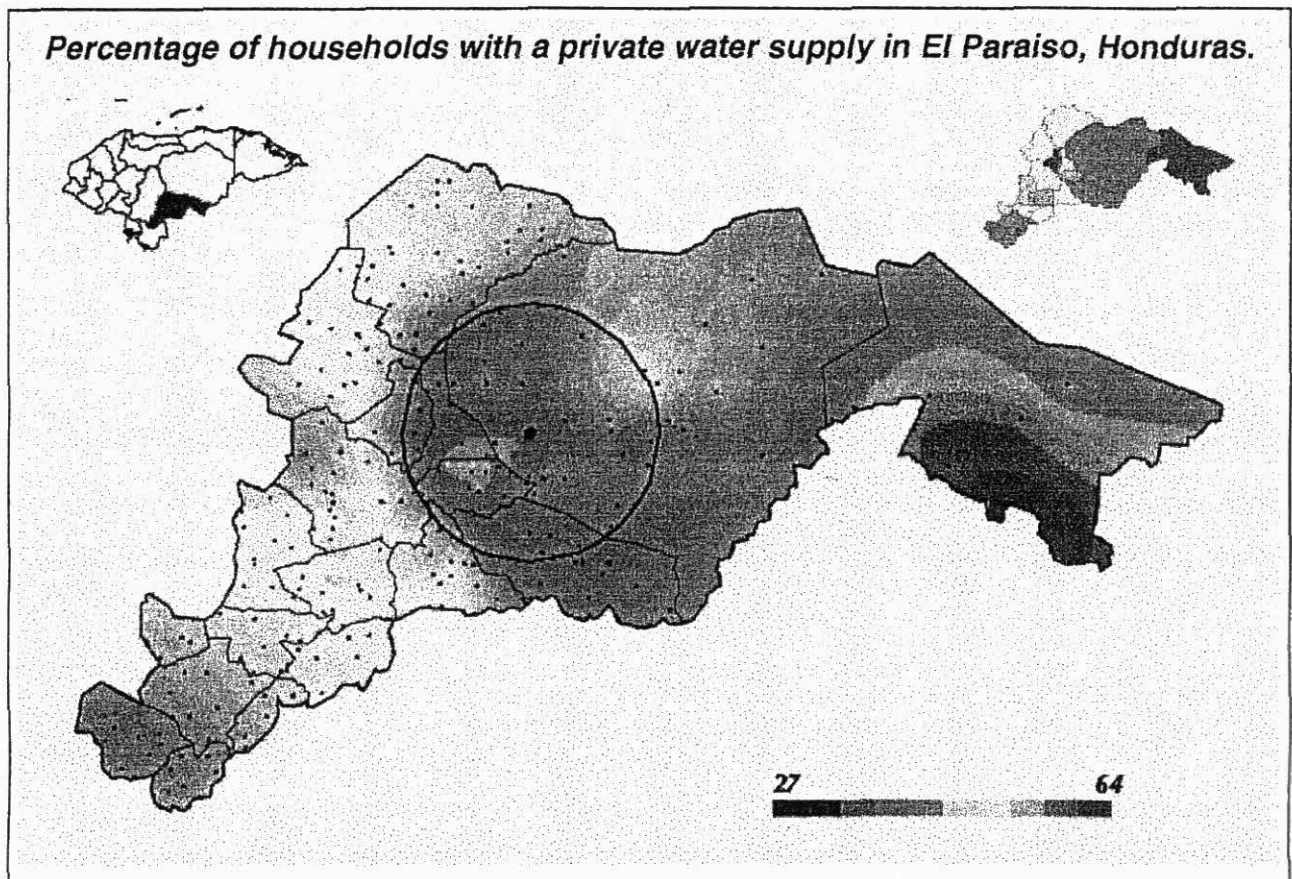 Percentage of households with a private water supply in El Paraiso, Honduras.
27 64